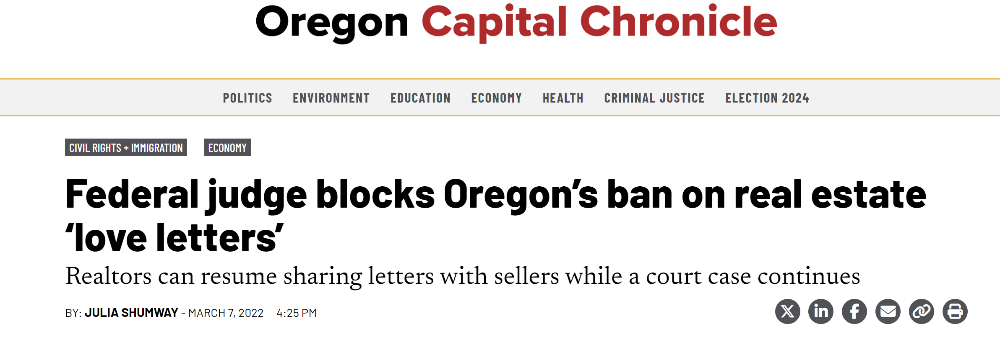 Oregon Capital Chronicle
POLITICS ENVIRONMENT EDUCATION ECONOMY HEALTH CRIMINAL JUSTICE ELECTION 2024
CIVIL RIGHTS + IMMIGRATION ECONOMY
Federal judge blocks Oregon’s ban on real estate
‘love letters’
Realtors can resume sharing letters with sellers while a court case continues
BY: JULIA SHUMWAY - MARCH 7, 2022 4:25 PM